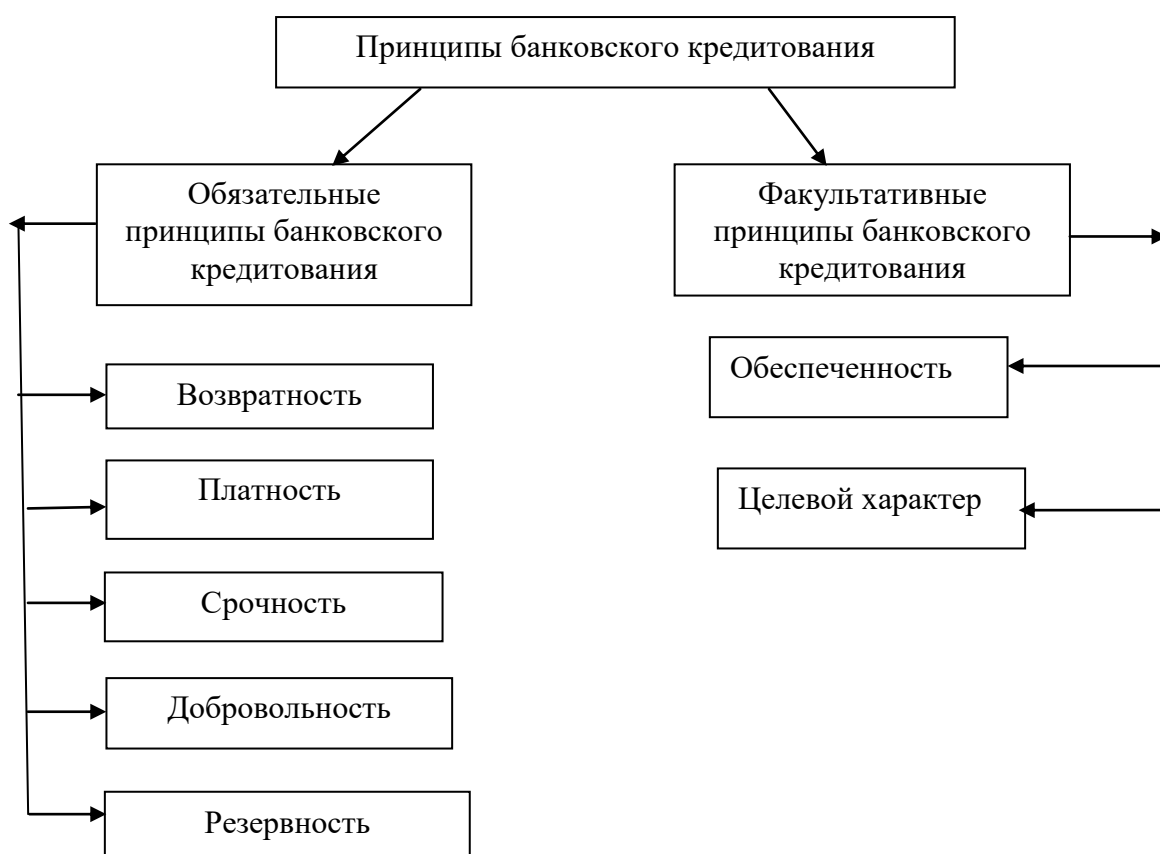 Принципы банковского кредитования
Обязательные
принципы банковского
кредитования
Факультативные
принципы банковского
кредитования
Возвратность
Платность
Срочность
Добровольность
Резервность
Обеспеченность
Целевой характер